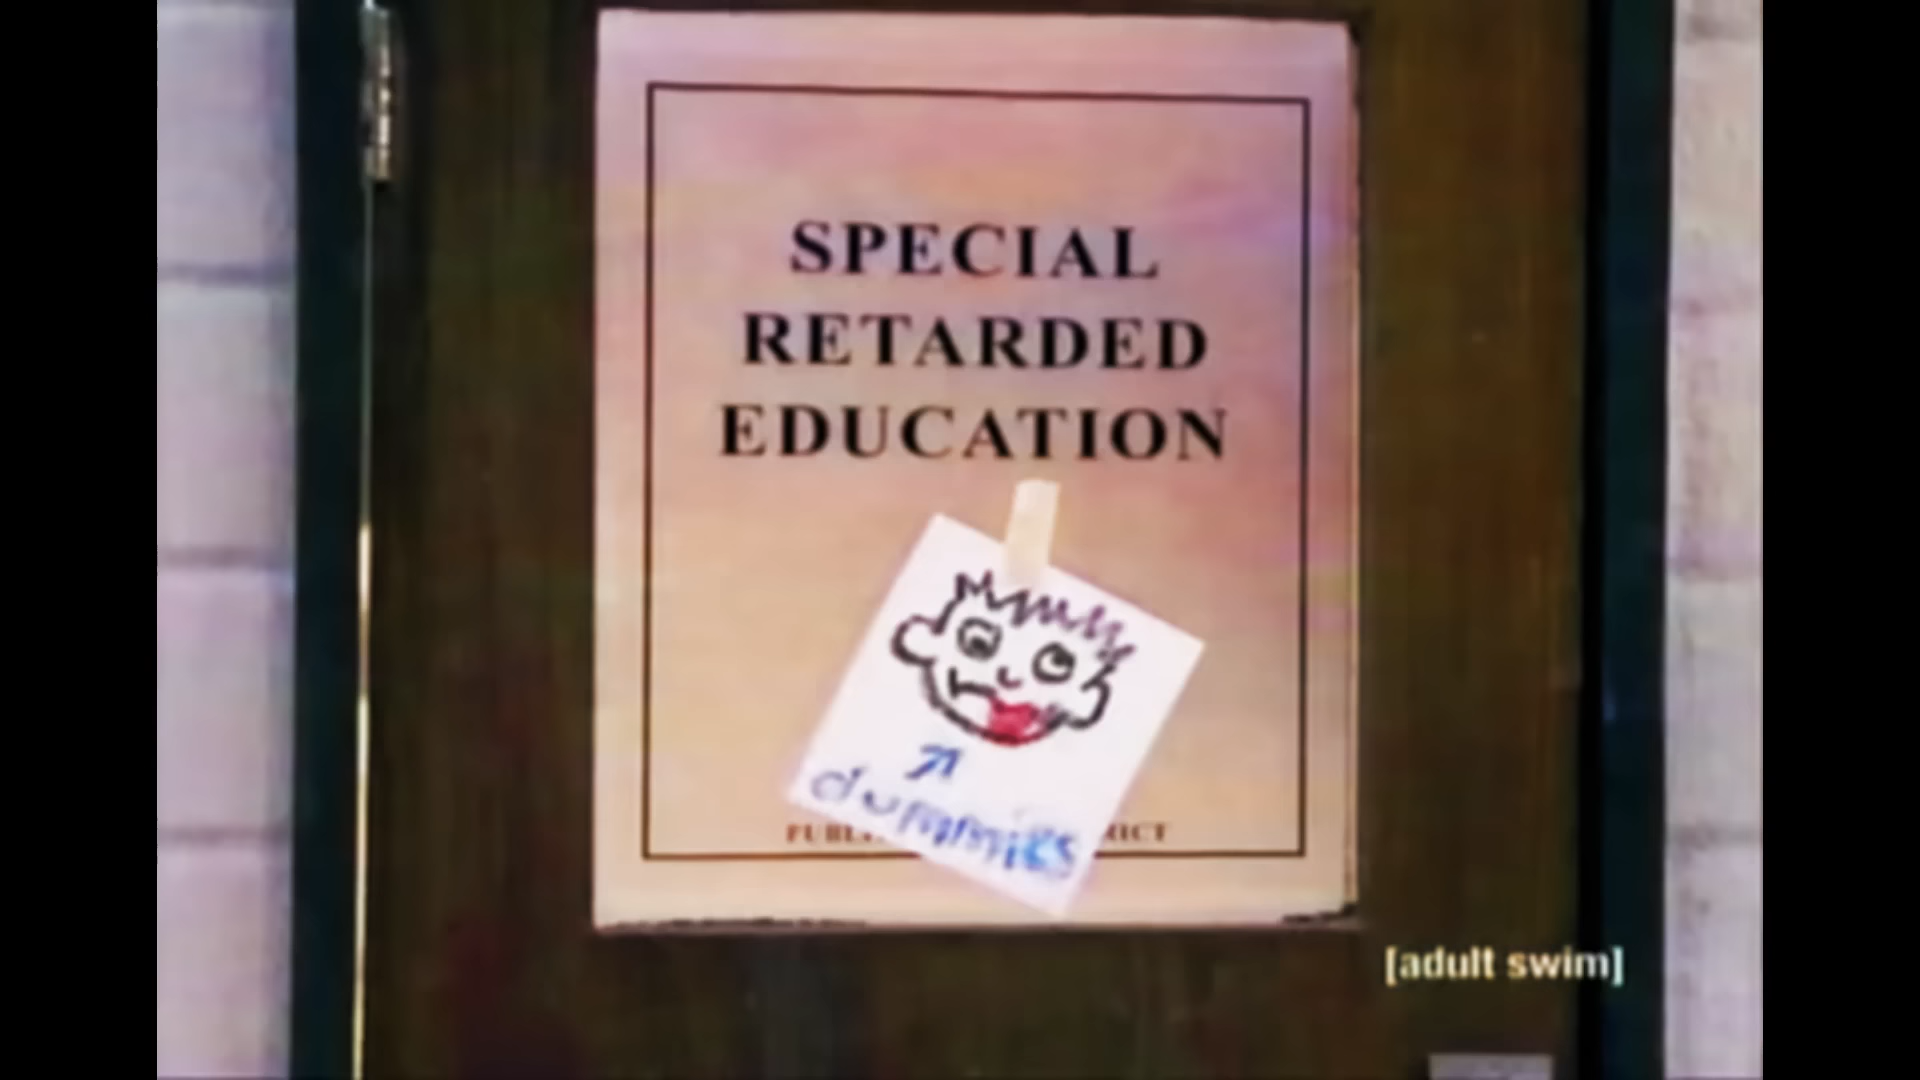 SPECIAL
RETARDED
EDUCATION
dummies
[adult swim]